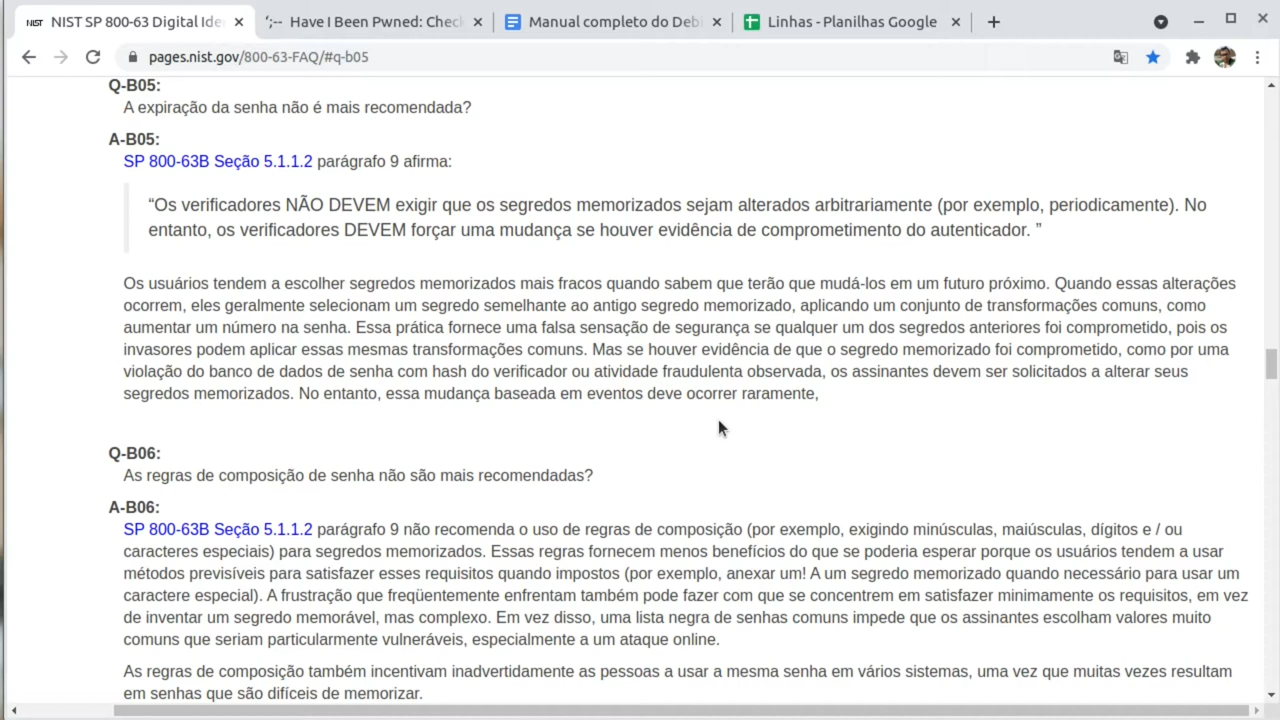 NIST SP 800-63 Digital Ide
';-- Have I Been Pwned: Check
Manual completo do Debi
Linhas - Planilhas Google
pages.nist.gov/800-63-FAQ/#q-b05
Q-B05:
A expiração da senha não é mais recomendada?
A-B05:
SP 800-63B Seção 5.1.1.2 parágrafo 9 afirma:
“Os verificadores NÃO DEVEM exigir que os segredos memorizados sejam alterados arbitrariamente (por exemplo, periodicamente). No
entanto, os verificadores DEVEM forçar uma mudança se houver evidência de comprometimento do autenticador. ”
Os usuários tendem a escolher segredos memorizados mais fracos quando sabem que terão que mudá-los em um futuro próximo. Quando essas alterações
ocorrem, eles geralmente selecionam um segredo semelhante ao antigo segredo memorizado, aplicando um conjunto de transformações comuns, como
aumentar um número na senha. Essa prática fornece uma falsa sensação de segurança se qualquer um dos segredos anteriores foi comprometido, pois os
invasores podem aplicar essas mesmas transformações comuns. Mas se houver evidência de que o segredo memorizado foi comprometido, como por uma
violação do banco de dados de senha com hash do verificador ou atividade fraudulenta observada, os assinantes devem ser solicitados a alterar seus
segredos memorizados. No entanto, essa mudança baseada em eventos deve ocorrer raramente,
Q-B06:
As regras de composição de senha não são mais recomendadas?
A-B06:
SP 800-63B Seção 5.1.1.2 parágrafo 9 não recomenda o uso de regras de composição (por exemplo, exigindo minúsculas, maiúsculas, dígitos e / ou
caracteres especiais) para segredos memorizados. Essas regras fornecem menos benefícios do que se poderia esperar porque os usuários tendem a usar
métodos previsíveis para satisfazer esses requisitos quando impostos (por exemplo, anexar um! A um segredo memorizado quando necessário para usar um
caractere especial). A frustração que freqüentemente enfrentam também pode fazer com que se concentrem em satisfazer minimamente os requisitos, em vez
de inventar um segredo memorável, mas complexo. Em vez disso, uma lista negra de senhas comuns impede que os assinantes escolham valores muito
comuns que seriam particularmente vulneráveis, especialmente a um ataque online.
As regras de composição também incentivam inadvertidamente as pessoas a usar a mesma senha em vários sistemas, uma vez que muitas vezes resultam
em senhas que são difíceis de memorizar.